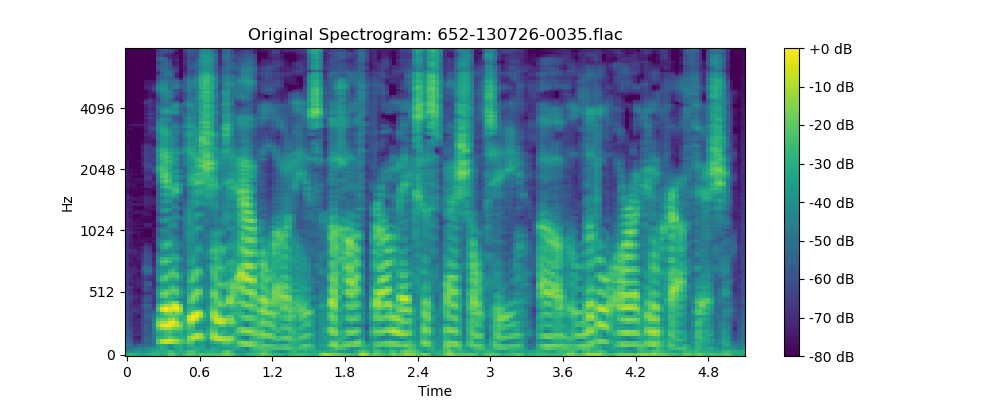 Original Spectrogram: 652-130726-0035.flac
+0 dB
4096
-10 dB
-20 dB
2048
-30 dB
Hz
-40 dB
1024
-50 dB
512
-60 dB
-70 dB
0
-80 dB
0 0.6 1.2 1.8 2.4 3 3.6 4.2 4.8
Time